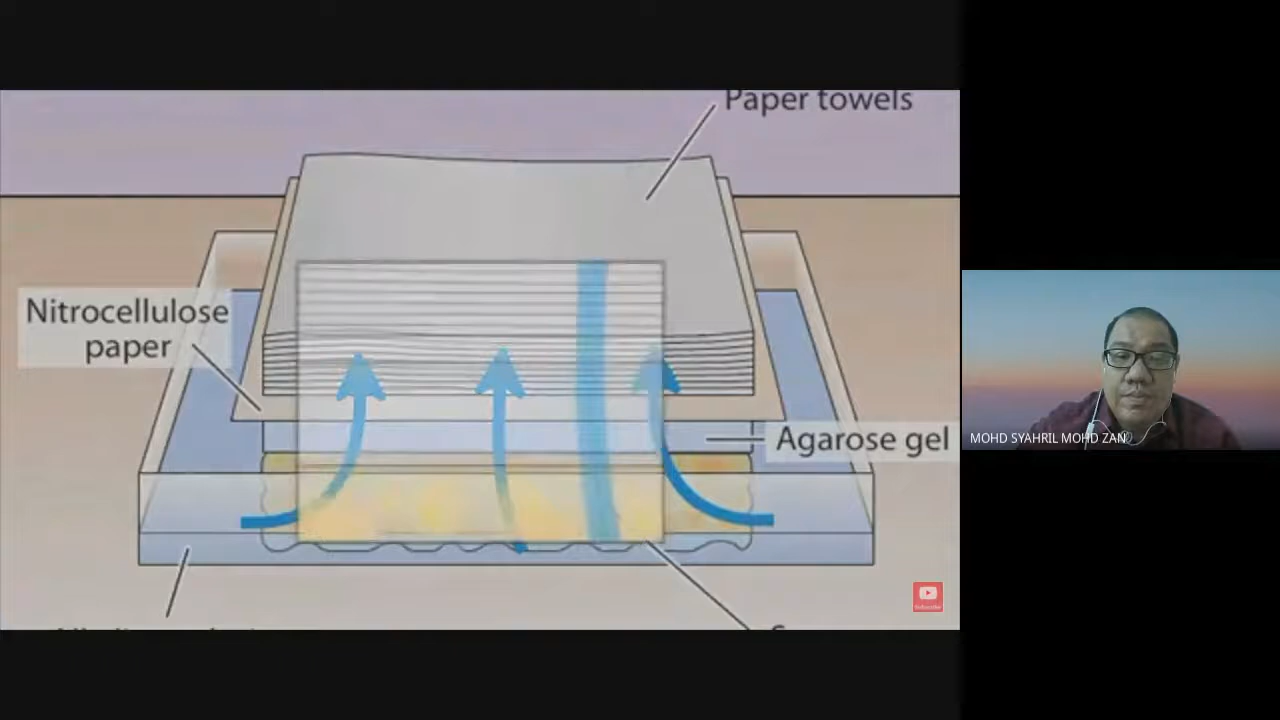 Paper towels
Nitrocellulose
paper
Agarose gel
MOHD SYAHRIL MOHD ZAN